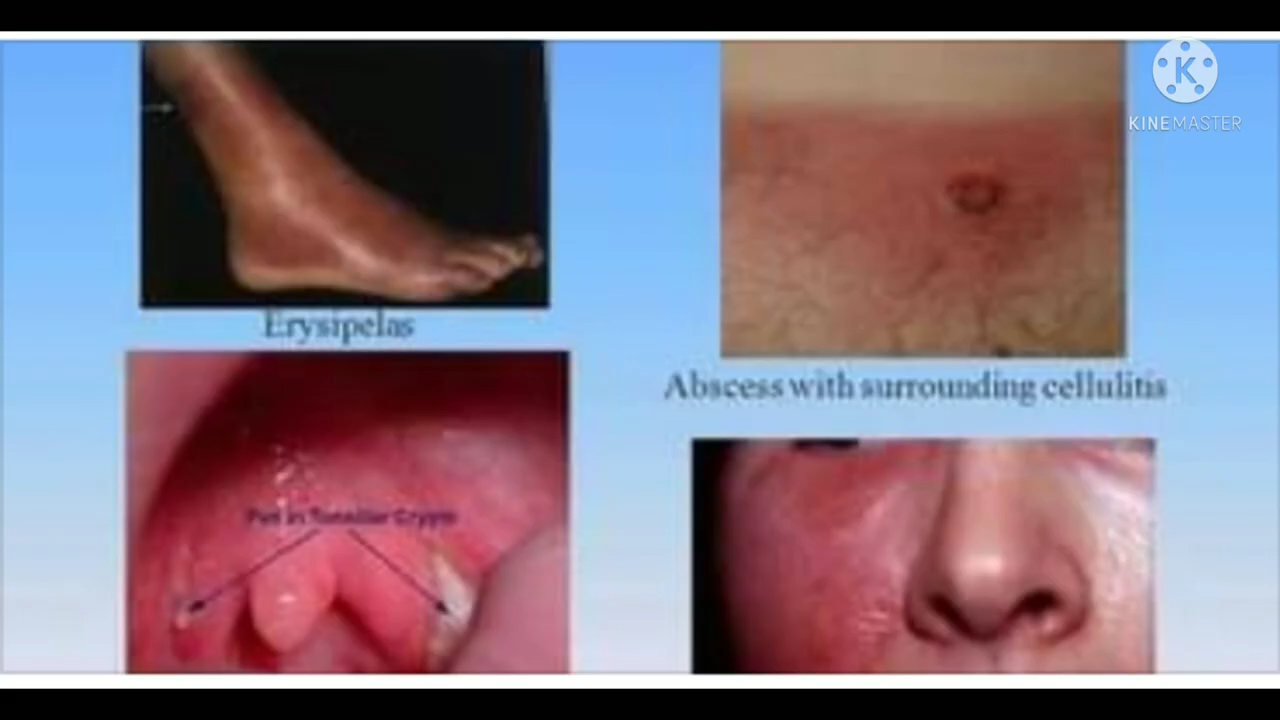 KINEMASTER
Erysipelas
Abscess with surrounding cellulitis
Pus in Tonsillar Crypts